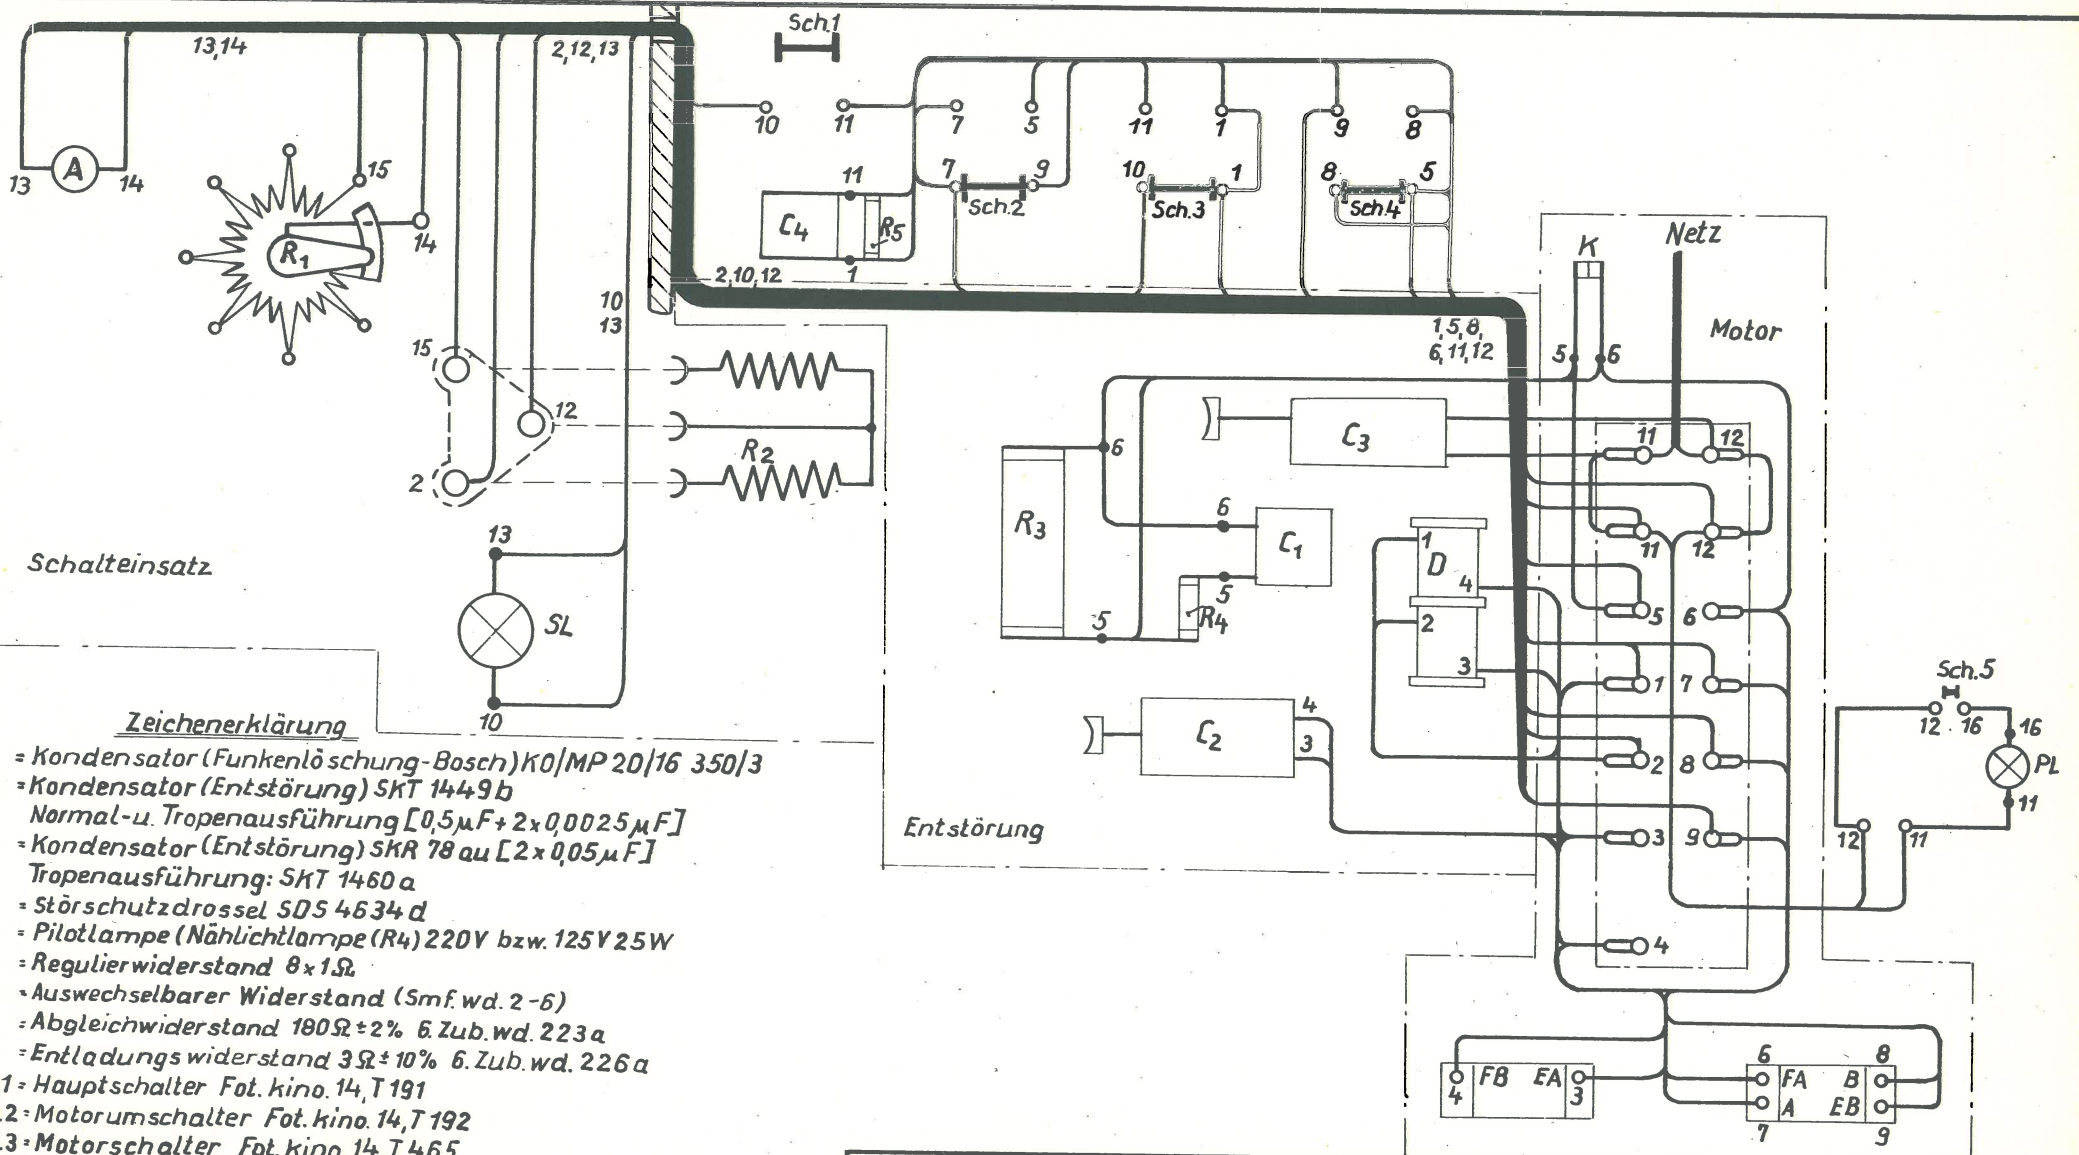 Sch.1
13,14
2,12,13
10
11
7
5
11
1
9
8
13
A
14
15
R1
14
11
C4
R5
1
7
9
Sch.2
10
1
Sch.3
8
5
Sch.4
2,10,12
10
13
1,5,8,
6,11,12
K
Netz
Motor
5
6
15
12
2
R2
C3
11
12
6
R3
6
C1
5
R4
5
1
D
4
2
3
11
12
5
6
1
7
2
8
3
9
4
13
SL
10
Schalteinsatz
C2
4
3
Entstörung
Sch.5
12
16
16
PL
11
12
11
4
FB
EA
3
6
8
FA
B
A
EB
7
9
Zeichenerklärung
= Kondensator (Funkenlöschung-Bosch) KO/MP 20/16 350/3
= Kondensator (Entstörung) SKT 1449b
Normal-u. Tropenausführung [0,5µF+2x0,0025µF]
= Kondensator (Entstörung) SKR 78 au [2x0,05µF]
Tropenausführung: SKT 1460a
= Störschutzdrossel SDS 4634d
= Pilotlampe (Nählichtlampe (R4) 220V bzw. 125V 25W
= Regulierwiderstand 8x1Ω
= Auswechselbarer Widerstand (Smf. wd. 2-6)
= Abgleichwiderstand 180Ω±2% 6. Zub. wd. 223a
= Entladungswiderstand 3Ω±10% 6. Zub. wd. 226a
1 = Hauptschalter Fot. kino. 14, T 191
.2 = Motorumschalter Fot. kino. 14, T 192
.3 = Motorschalter Fot. kino. 14 T 465